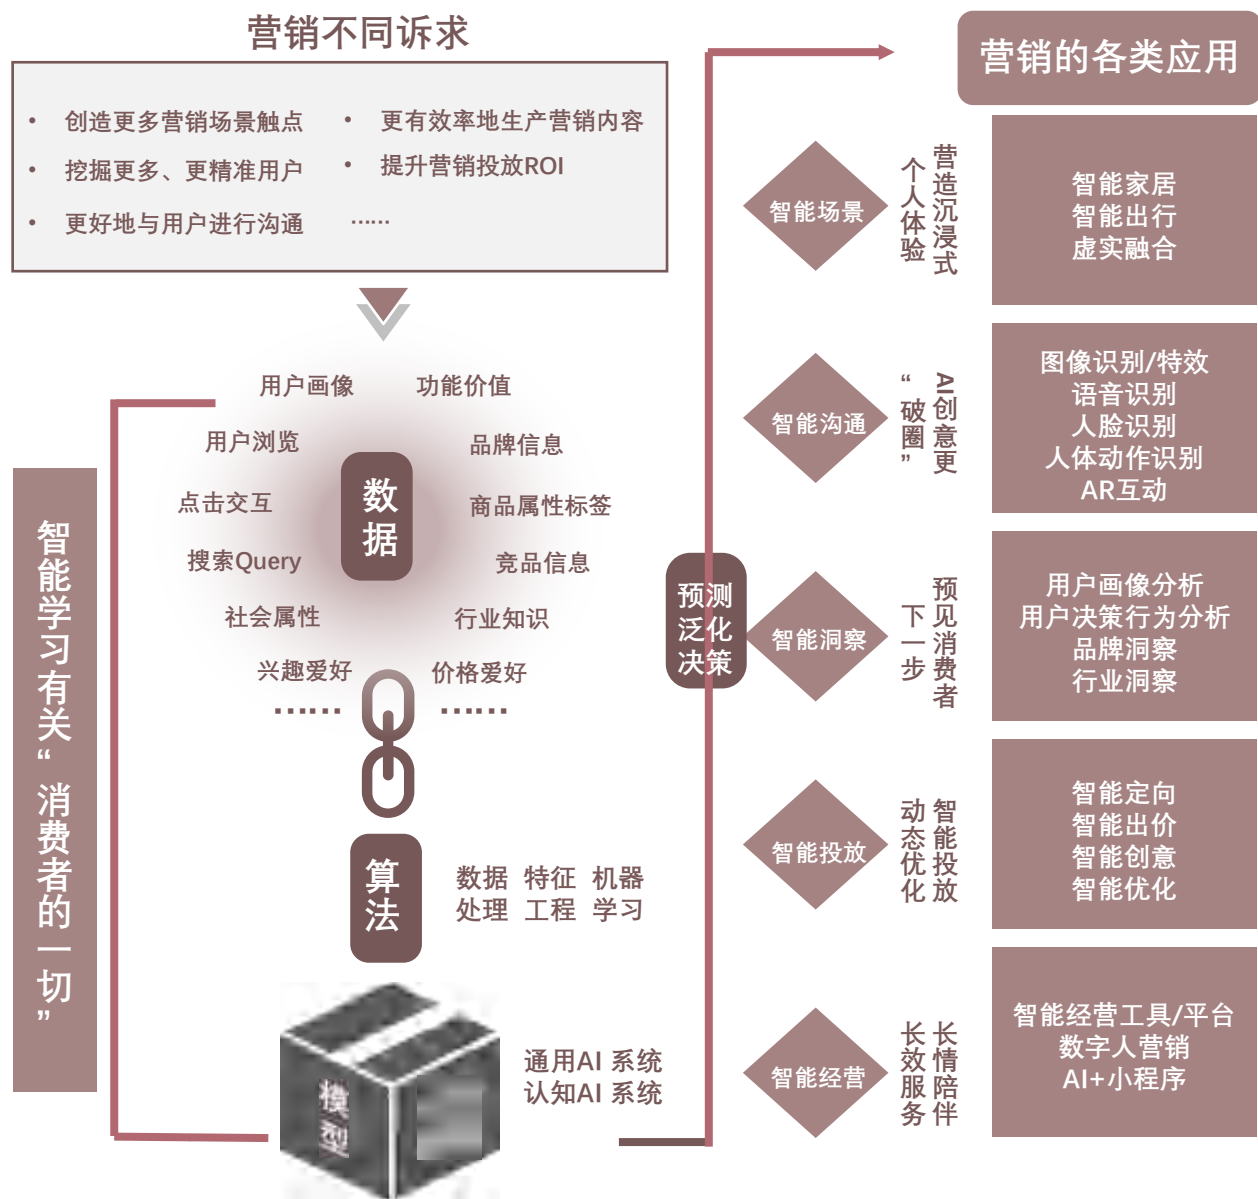 营销不同诉求
• 创造更多营销场景触点
• 挖掘更多、更精准用户
• 更好地与用户进行沟通
• 更有效率地生产营销内容
• 提升营销投放ROI
……
智能学习有关“消费者的一切”
用户画像
功能价值
用户浏览
品牌信息
点击交互
商品属性标签
搜索Query
竞品信息
社会属性
行业知识
兴趣爱好
价格爱好
……
……
数据
算法
数据 特征 机器
处理 工程 学习
模型
通用AI 系统
认知AI 系统
预测
泛化
决策
营销的各类应用
智能场景
营造沉浸式
个人体验
智能家居
智能出行
虚实融合
智能沟通
AI创意更
“破圈”
图像识别/特效
语音识别
人脸识别
人体动作识别
AR互动
智能洞察
预见消费者
下一步
用户画像分析
用户决策行为分析
品牌洞察
行业洞察
智能投放
智能投放
动态优化
智能定向
智能出价
智能创意
智能优化
智能经营
长情陪伴
长效服务
智能经营工具/平台
数字人营销
AI+小程序